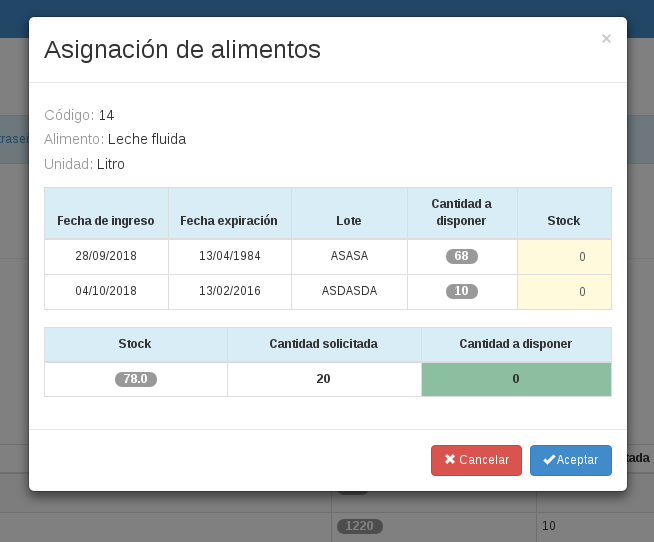 Asignación de alimentos ×
Código: 14
Alimento: Leche fluida
Unidad: Litro
Fecha de ingreso Fecha expiración Lote Cantidad a disponer Stock
28/09/2018 13/04/1984 ASASA 68 0
04/10/2018 13/02/2016 ASDASDA 10 0
Stock Cantidad solicitada Cantidad a disponer
78.0 20 0
Cancelar Aceptar
1220 10